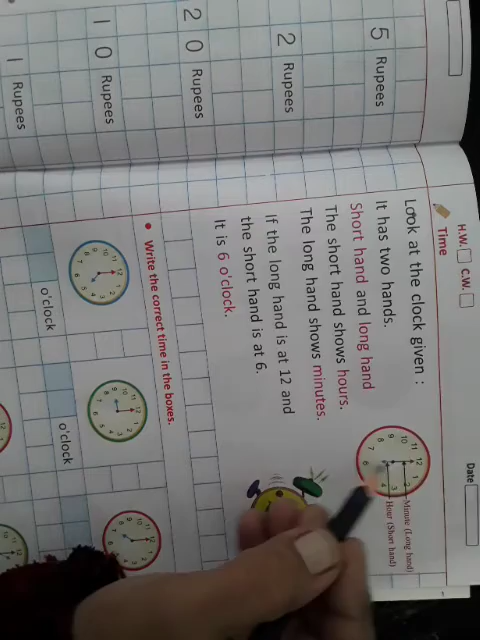 5 Rupees
2 Rupees
2 0 Rupees
1 0 Rupees
1 Rupees
H.W. C.W.
Date
Time
Look at the clock given :
It has two hands.
Short hand and long hand
The short hand shows hours.
The long hand shows minutes.
If the long hand is at 12 and
the short hand is at 6.
It is 6 o'clock.
Minute (Long hand)
Hour (Short hand)
• Write the correct time in the boxes.
o'clock
o'clock